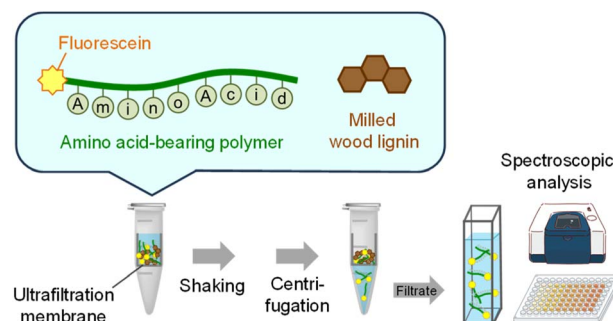 Fluorescein
A m i n o A c i d
Amino acid-bearing polymer
Milled
wood lignin
Spectroscopic
analysis
Ultrafiltration
membrane
Shaking
Centri-
fugation
Filtrate